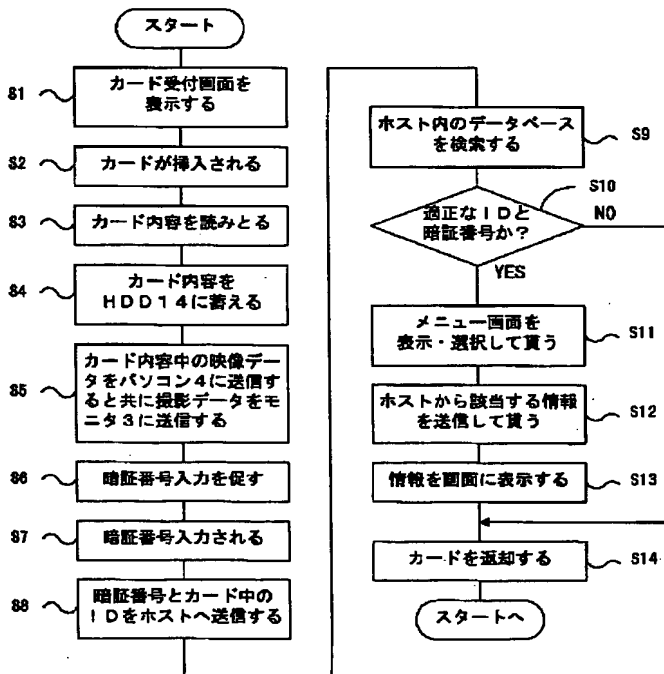 スタート
S1
カード受付画面を
表示する
S2
カードが挿入される
S3
カード内容を読みとる
S4
カード内容を
HDD14に蓄える
S5
カード内容中の映像デー
タをパソコン4に送信す
ると共に撮影データをモ
ニタ3に送信する
S6
暗証番号入力を促す
S7
暗証番号入力される
S8
暗証番号とカード中の
IDをホストへ送信する
ホスト内のデータベース
を検索する
S9
S10
適正なIDと
暗証番号か？
NO
YES
メニュー画面を
表示・選択して貰う
S11
ホストから該当する情報
を送信して貰う
S12
情報を画面に表示する
S13
カードを返却する
S14
スタートへ